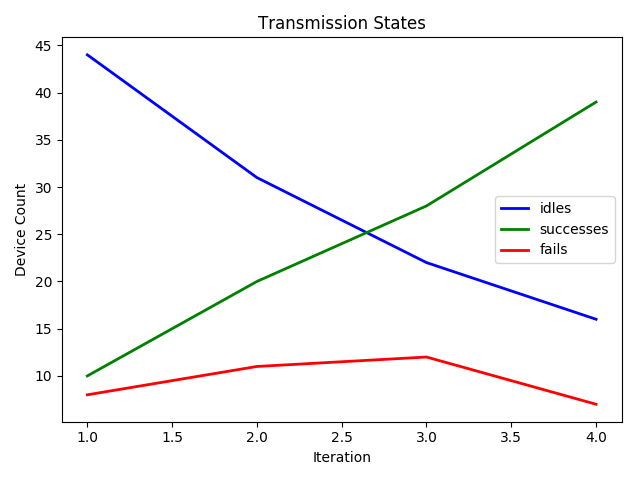 Transmission States
Device Count
45
40
35
30
25
20
15
10
idles
successes
fails
1.0 1.5 2.0 2.5 3.0 3.5 4.0
Iteration